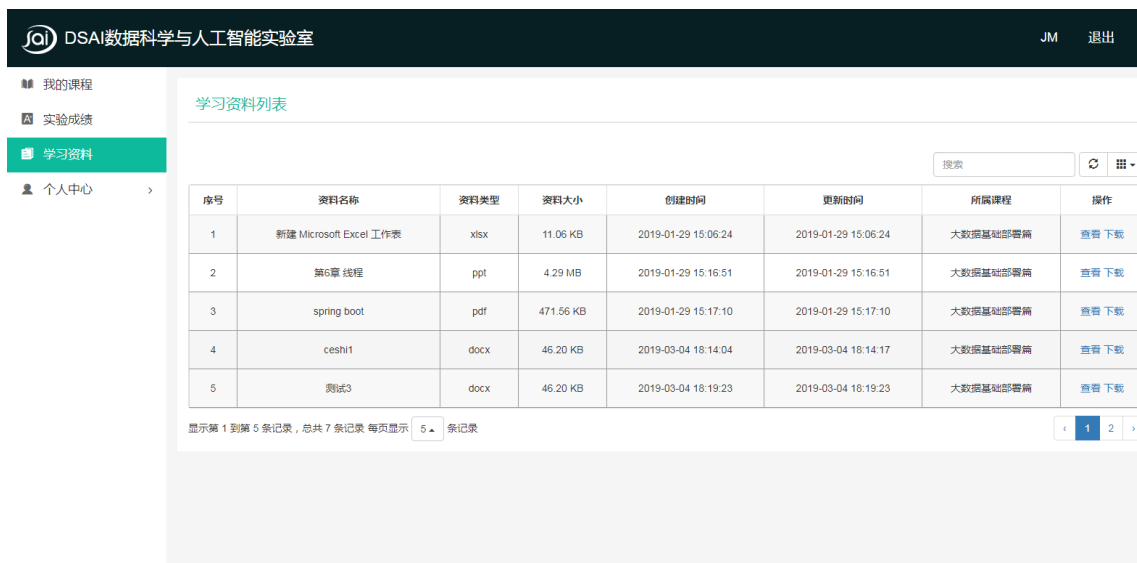 DSAI数据科学与人工智能实验室 JM 退出
我的课程
实验成绩
学习资料
个人中心
学习资料列表
搜索
序号 资料名称 资料类型 资料大小 创建时间 更新时间 所属课程 操作
1 新建 Microsoft Excel 工作表 xlsx 11.06 KB 2019-01-29 15:06:24 2019-01-29 15:06:24 大数据基础部署篇 查看 下载
2 第6章 线程 ppt 4.29 MB 2019-01-29 15:16:51 2019-01-29 15:16:51 大数据基础部署篇 查看 下载
3 spring boot pdf 471.56 KB 2019-01-29 15:17:10 2019-01-29 15:17:10 大数据基础部署篇 查看 下载
4 ceshi1 docx 46.20 KB 2019-03-04 18:14:04 2019-03-04 18:14:17 大数据基础部署篇 查看 下载
5 测试3 docx 46.20 KB 2019-03-04 18:19:23 2019-03-04 18:19:23 大数据基础部署篇 查看 下载
显示第 1 到第 5 条记录，总共 7 条记录 每页显示 5 条记录 ‹ 1 2 ›